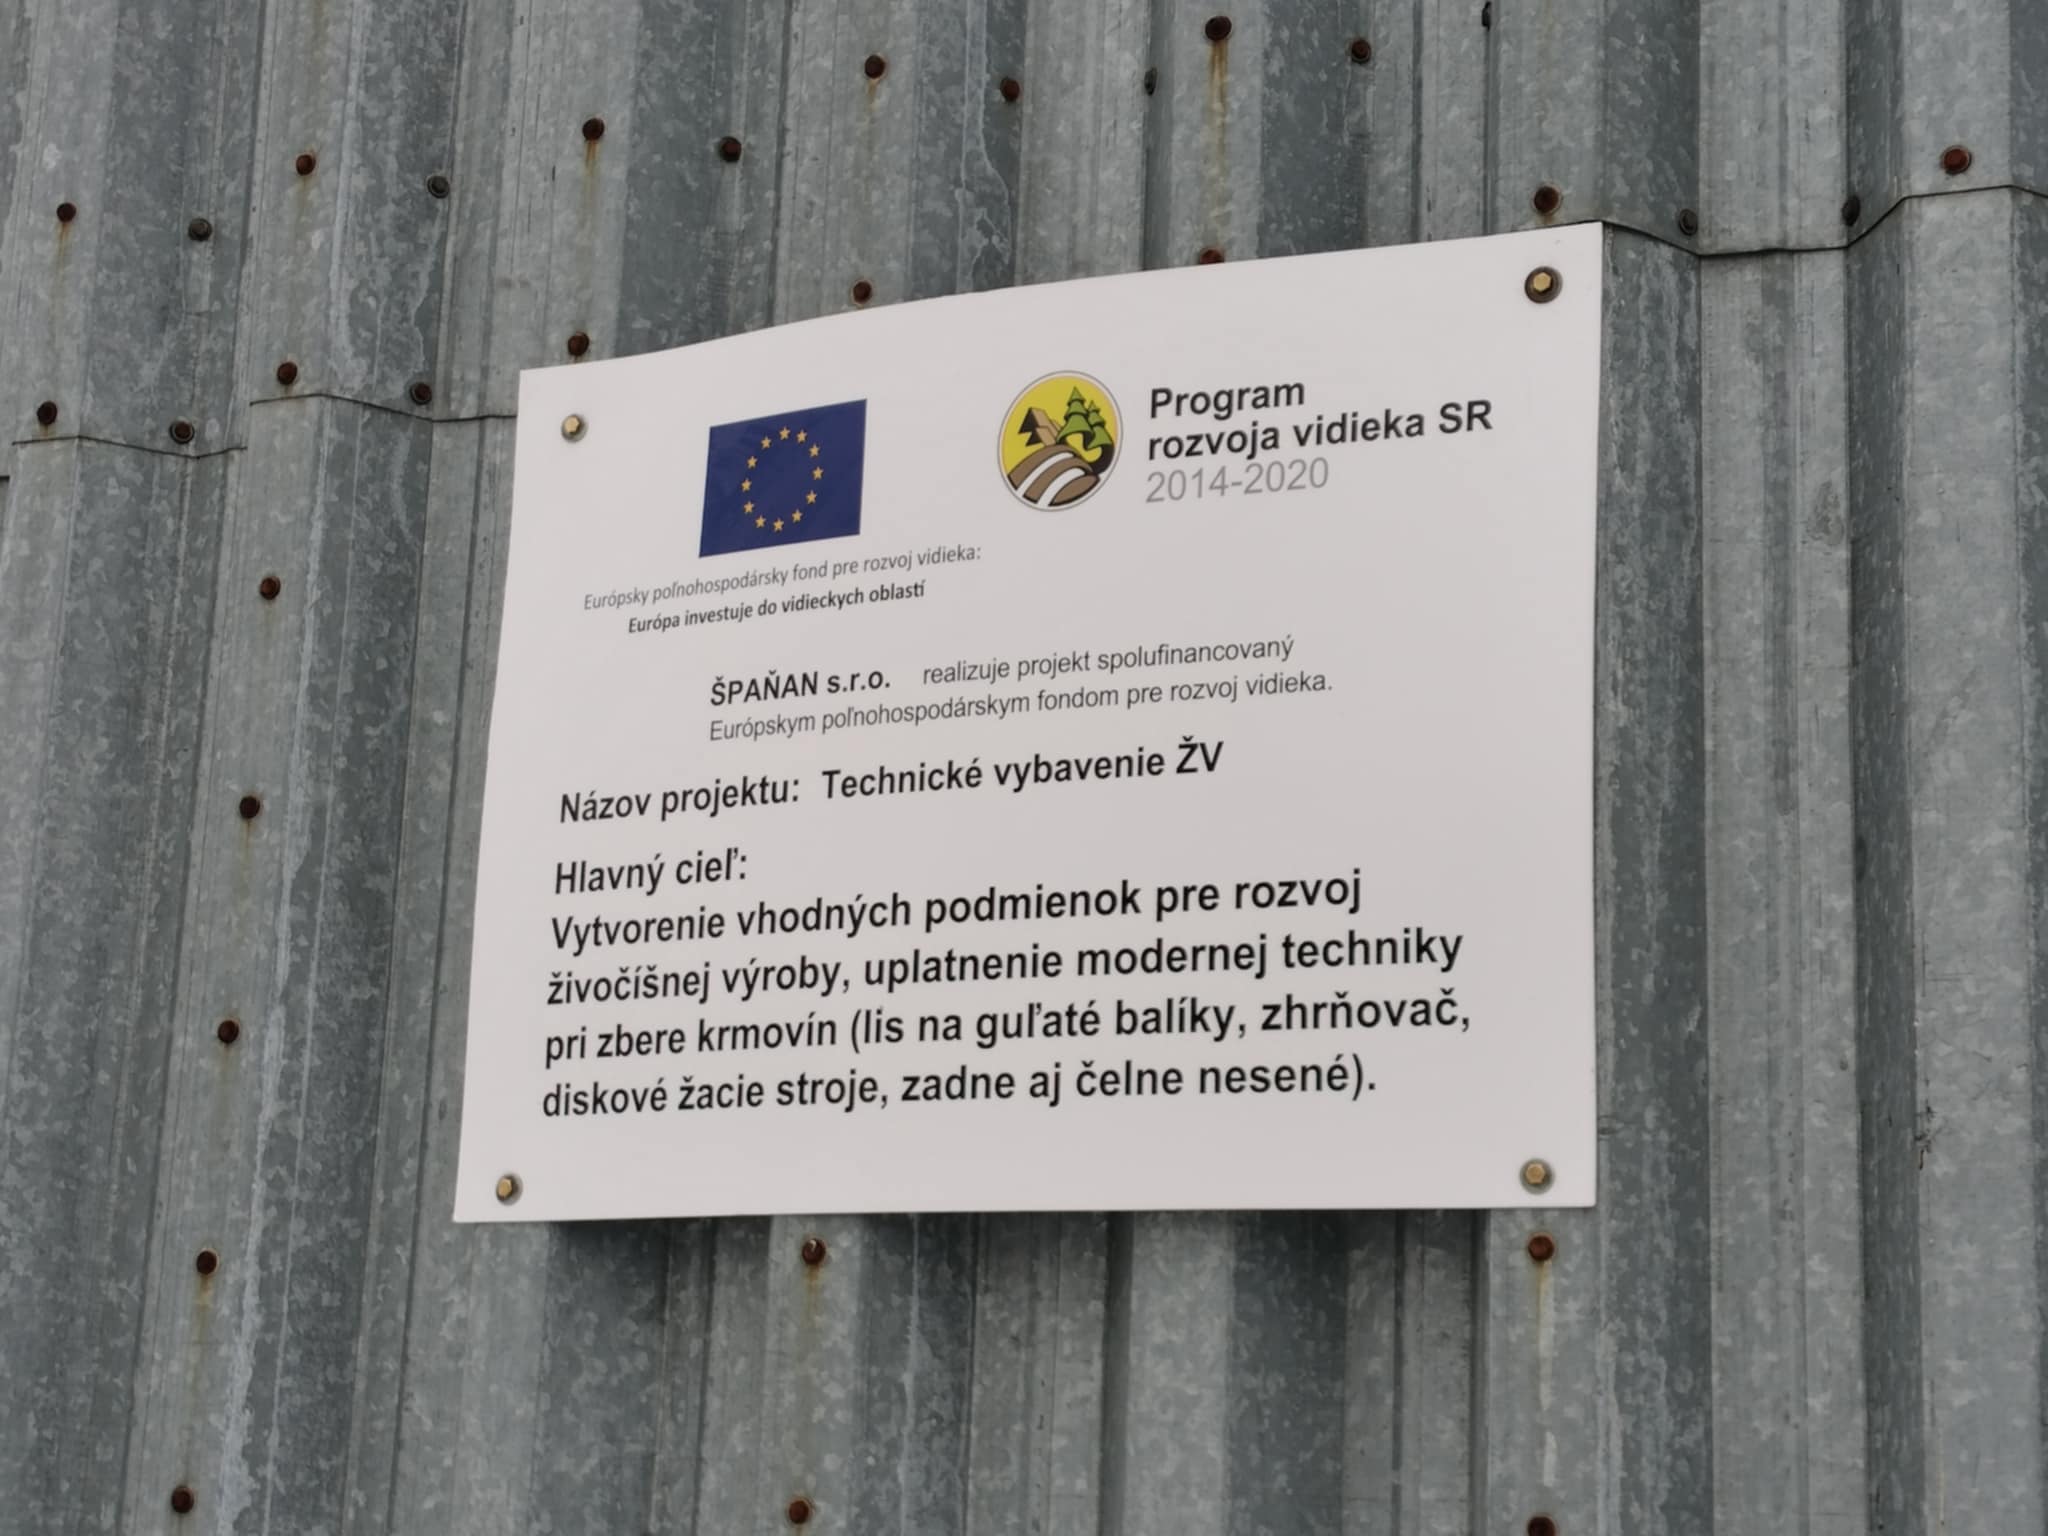 Program
rozvoja vidieka SR
2014-2020
Európsky poľnohospodársky fond pre rozvoj vidieka:
Európa investuje do vidieckych oblastí
ŠPAŇAN s.r.o. realizuje projekt spolufinancovaný
Európskym poľnohospodárskym fondom pre rozvoj vidieka.
Názov projektu: Technické vybavenie ŽV
Hlavný cieľ:
Vytvorenie vhodných podmienok pre rozvoj
živočíšnej výroby, uplatnenie modernej techniky
pri zbere krmovín (lis na guľaté balíky, zhrňovač,
diskové žacie stroje, zadne aj čelne nesené).